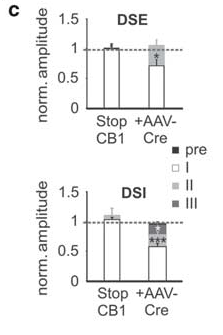 c
DSE
norm. amplitude
1.5
1
0.5
0
*
Stop CB1
+AAV-Cre
pre
I
II
III
DSI
norm. amplitude
1.5
1
0.5
0
*
***
Stop CB1
+AAV-Cre